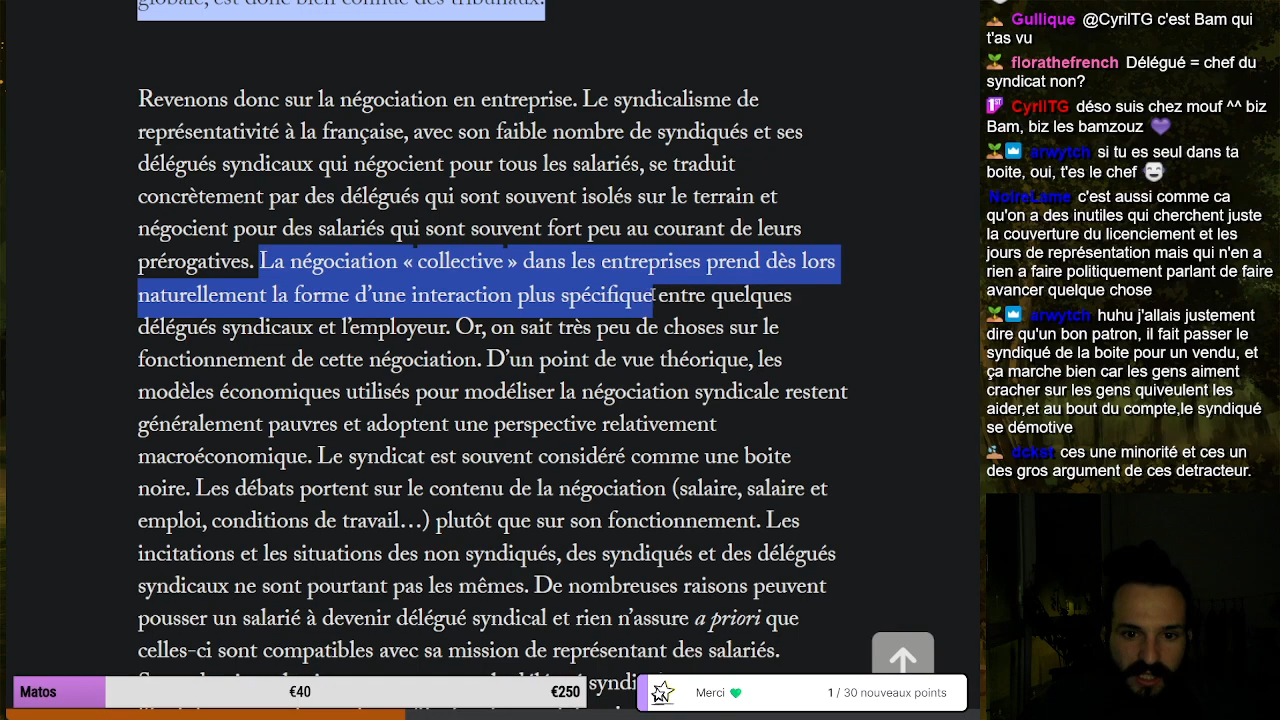 globale, est donc bien connue des tribunaux.
Revenons donc sur la négociation en entreprise. Le syndicalisme de
représentativité à la française, avec son faible nombre de syndiqués et ses
délégués syndicaux qui négocient pour tous les salariés, se traduit
concrètement par des délégués qui sont souvent isolés sur le terrain et
négocient pour des salariés qui sont souvent fort peu au courant de leurs
prérogatives. La négociation « collective » dans les entreprises prend dès lors
naturellement la forme d’une interaction plus spécifique entre quelques
délégués syndicaux et l’employeur. Or, on sait très peu de choses sur le
fonctionnement de cette négociation. D’un point de vue théorique, les
modèles économiques utilisés pour modéliser la négociation syndicale restent
généralement pauvres et adoptent une perspective relativement
macroéconomique. Le syndicat est souvent considéré comme une boite
noire. Les débats portent sur le contenu de la négociation (salaire, salaire et
emploi, conditions de travail…) plutôt que sur son fonctionnement. Les
incitations et les situations des non syndiqués, des syndiqués et des délégués
syndicaux ne sont pourtant pas les mêmes. De nombreuses raisons peuvent
pousser un salarié à devenir délégué syndical et rien n’assure a priori que
celles-ci sont compatibles avec sa mission de représentant des salariés.
Matos €40 €250
Merci 1 / 30 nouveaux points
Gullique @CyrilTG c'est Bam qui
t'as vu
florathefrench Délégué = chef du
syndicat non?
CyrilTG déso suis chez mouf ^^ biz
Bam, biz les bamzouz
arwytch si tu es seul dans ta
boite, oui, t'es le chef
NoireLame c'est aussi comme ca
qu'on a des inutiles qui cherchent juste
la couverture du licenciement et les
jours de représentation mais qui n'en a
rien a faire politiquement parlant de faire
avancer quelque chose
arwytch huhu j'allais justement
dire qu'un bon patron, il fait passer le
syndiqué de la boite pour un vendu, et
ça marche bien car les gens aiment
cracher sur les gens quiveulent les
aider,et au bout du compte,le syndiqué
se démotive
dckst ces une minorité et ces un
des gros argument de ces detracteur.